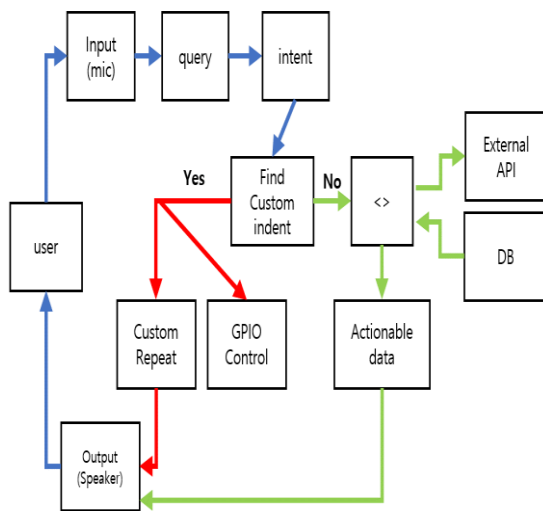 Input
(mic)
query
intent
Yes
Find
Custom
indent
No
<>
External
API
user
DB
Custom
Repeat
GPIO
Control
Actionable
data
Output
(Speaker)